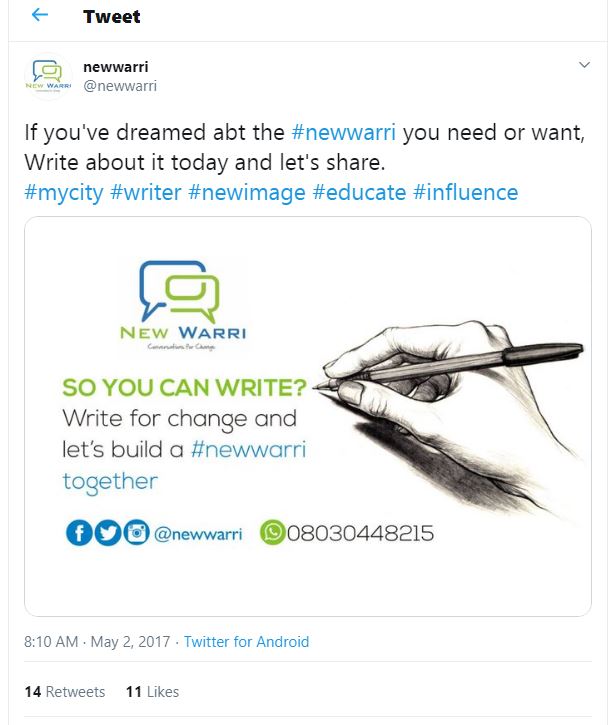 Tweet
newwarri
NEW WARRI
@newwarri
If you've dreamed abt the #newwarri you need or want,
Write about it today and let's share.
#mycity #writer #newimage #educate #influence
NEW WARRI
Conversations For Change
SO YOU CAN WRITE?
Write for change and
let's build a #newwarri
together
@newwarri 08030448215
8:10 AM · May 2, 2017 · Twitter for Android
14 Retweets 11 Likes